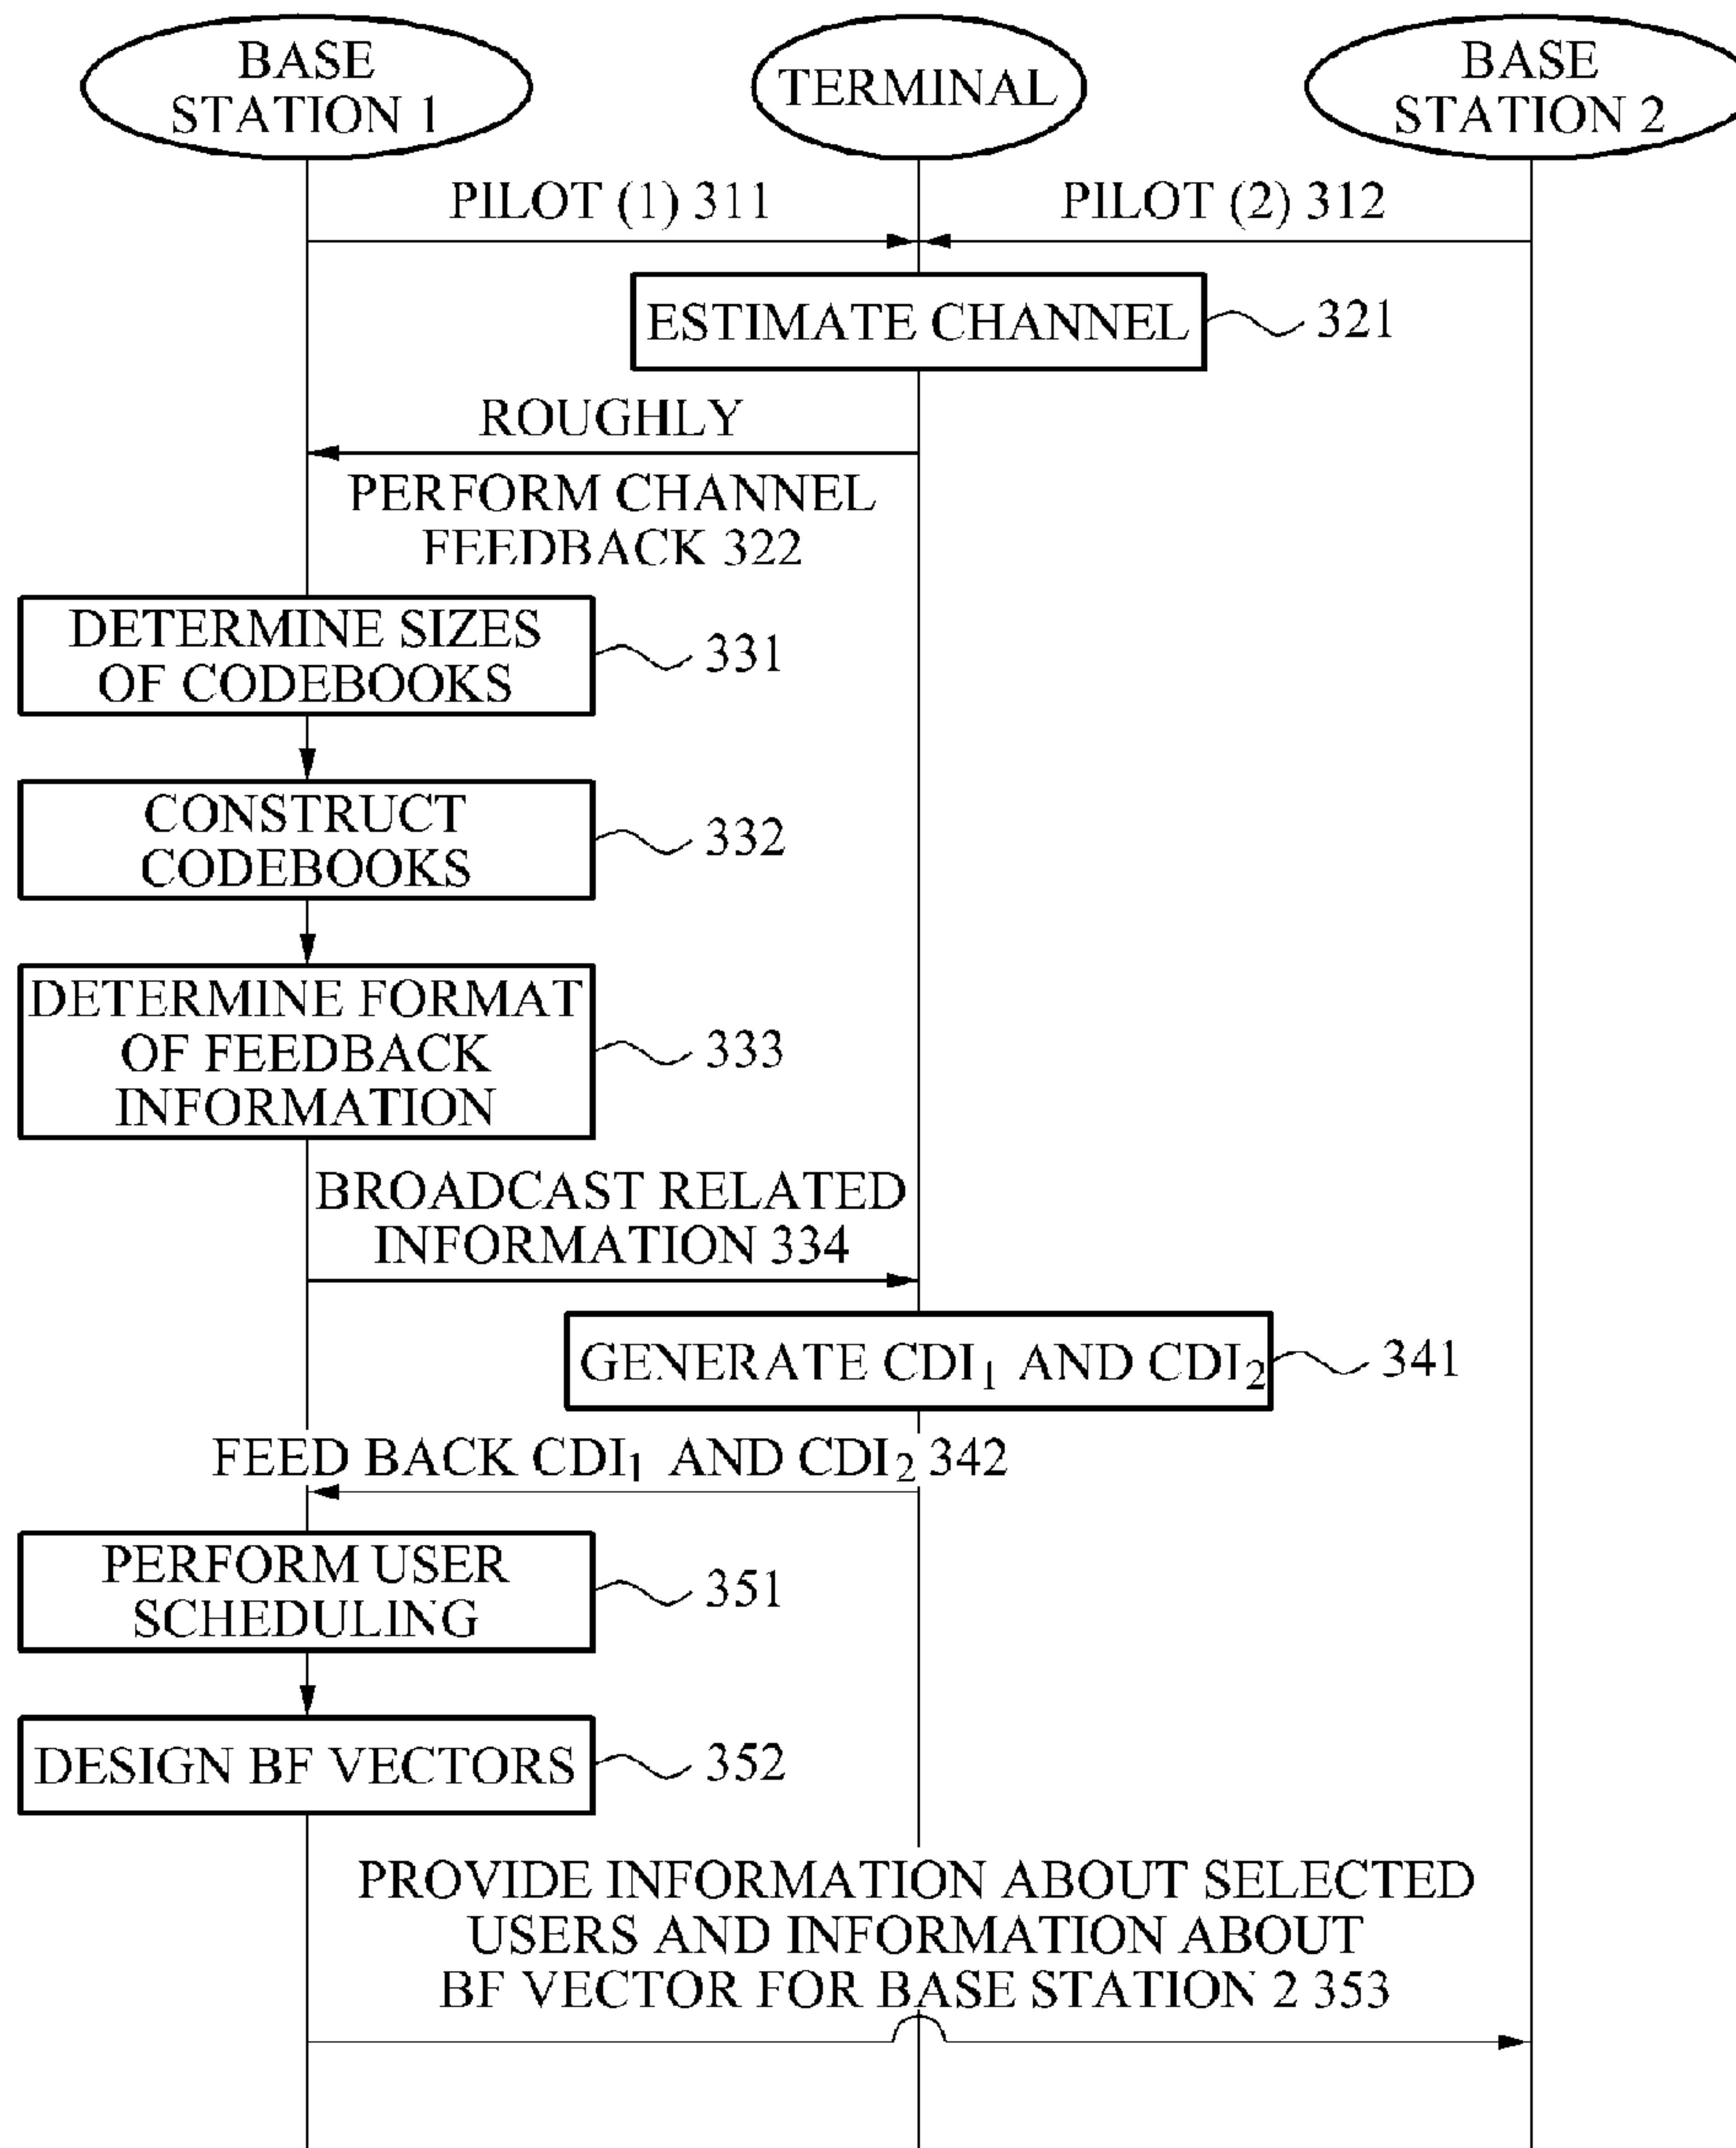 BASE
STATION 1
TERMINAL
BASE
STATION 2
PILOT (1) 311
PILOT (2) 312
ESTIMATE CHANNEL
321
ROUGHLY
PERFORM CHANNEL
FEEDBACK 322
DETERMINE SIZES
OF CODEBOOKS
331
CONSTRUCT
CODEBOOKS
332
DETERMINE FORMAT
OF FEEDBACK
INFORMATION
333
BROADCAST RELATED
INFORMATION 334
GENERATE CDI₁ AND CDI₂
341
FEED BACK CDI₁ AND CDI₂ 342
PERFORM USER
SCHEDULING
351
DESIGN BF VECTORS
352
PROVIDE INFORMATION ABOUT SELECTED
USERS AND INFORMATION ABOUT
BF VECTOR FOR BASE STATION 2 353